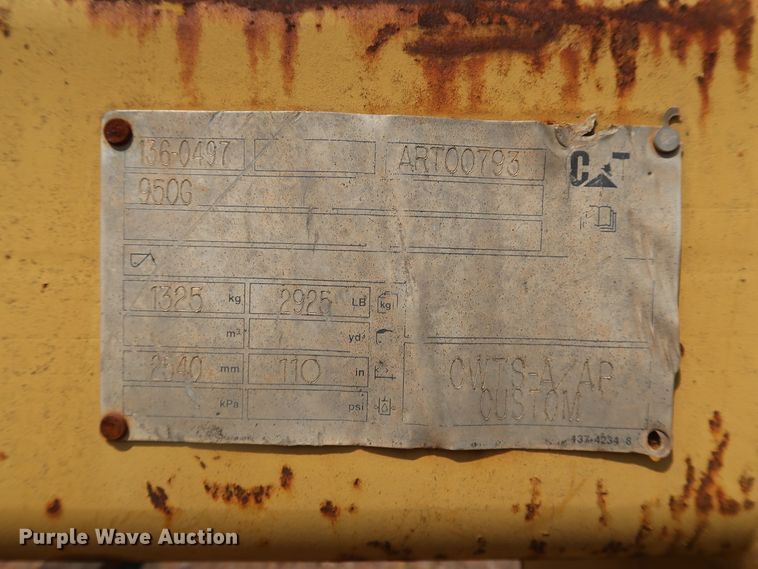 136-0497 ART00793
CAT
950G
1325 kg 2925 LB kg
m³ yd³
mm 110 in
kPa psi
CWTS-A/AP
CUSTOM
137-4234 8
Purple Wave Auction